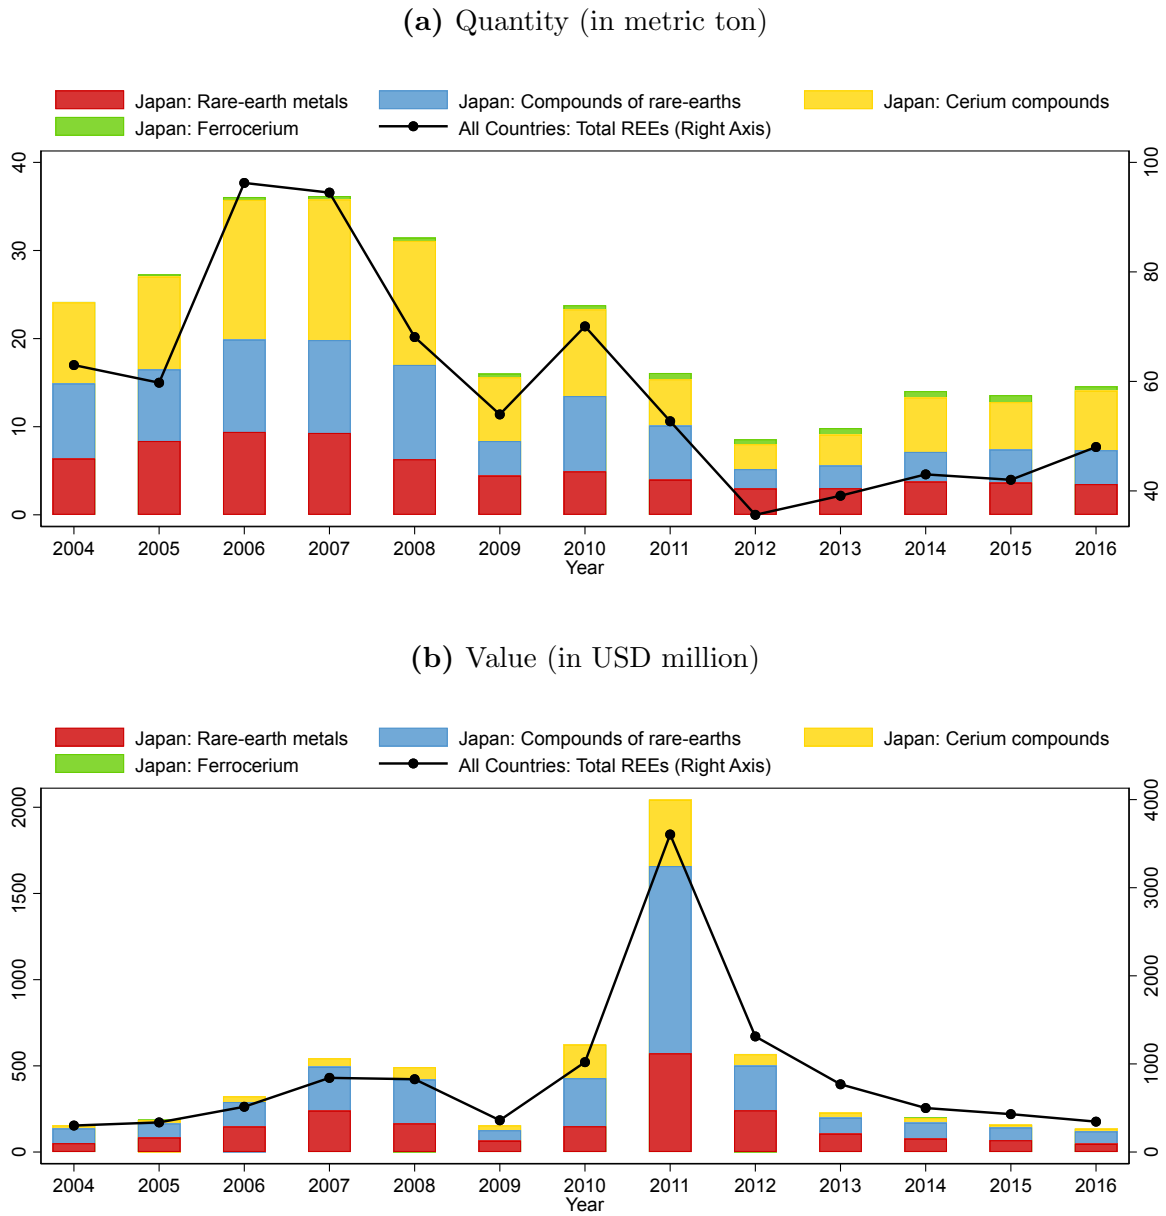 (a) Quantity (in metric ton)
Japan: Rare-earth metals Japan: Compounds of rare-earths Japan: Cerium compounds
Japan: Ferrocerium All Countries: Total REEs (Right Axis)
40 100
30 80
20 60
10 40
0
2004 2005 2006 2007 2008 2009 2010 2011 2012 2013 2014 2015 2016
Year
(b) Value (in USD million)
Japan: Rare-earth metals Japan: Compounds of rare-earths Japan: Cerium compounds
Japan: Ferrocerium All Countries: Total REEs (Right Axis)
2000 4000
1500 3000
1000 2000
500 1000
0 0
2004 2005 2006 2007 2008 2009 2010 2011 2012 2013 2014 2015 2016
Year